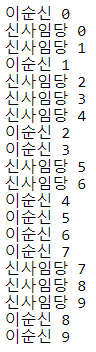 이순신 0
신사임당 0
신사임당 1
이순신 1
신사임당 2
신사임당 3
신사임당 4
이순신 2
이순신 3
신사임당 5
신사임당 6
이순신 4
이순신 5
이순신 6
이순신 7
신사임당 7
신사임당 8
신사임당 9
이순신 8
이순신 9